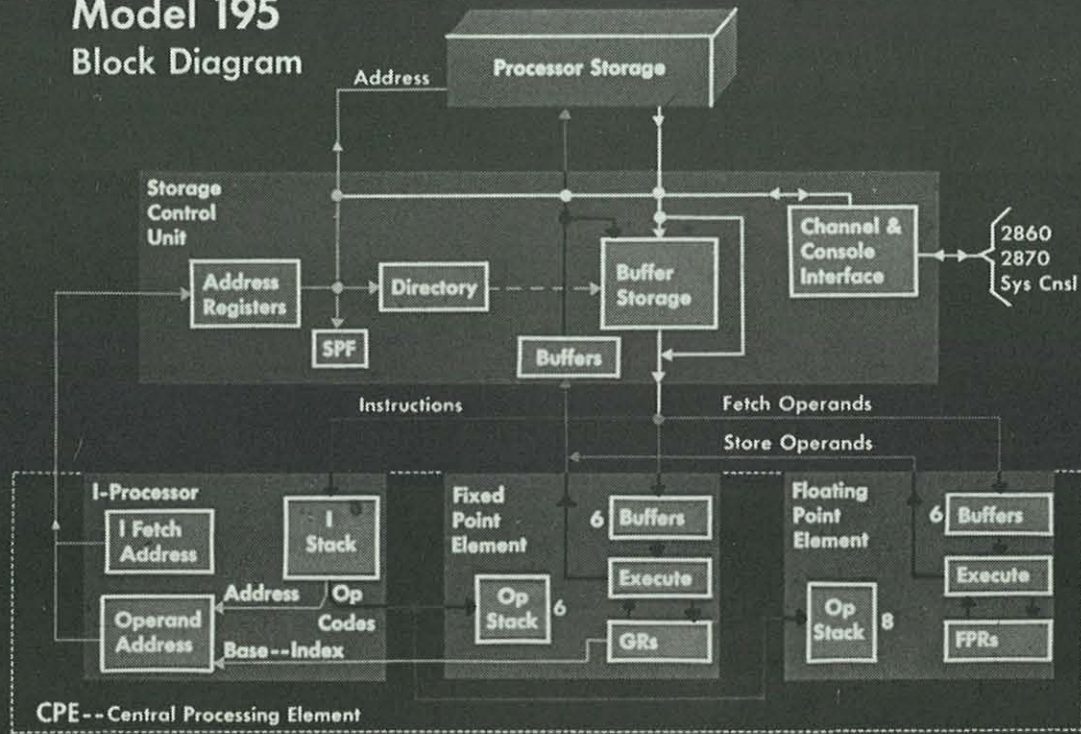 Model 195
Block Diagram
Address
Processor Storage
Storage
Control
Unit
Address
Registers
Directory
SPF
Buffer
Storage
Buffers
Channel &
Console
Interface
2860
2870
Sys Cnsl
Instructions
Fetch Operands
Store Operands
I-Processor
I Fetch
Address
I
Stack
Address
Op
Codes
Operand
Address
Base--Index
Fixed
Point
Element
6
Buffers
Execute
Op
Stack
6
GRs
Floating
Point
Element
6
Buffers
Execute
Op
Stack
8
FPRs
CPE--Central Processing Element